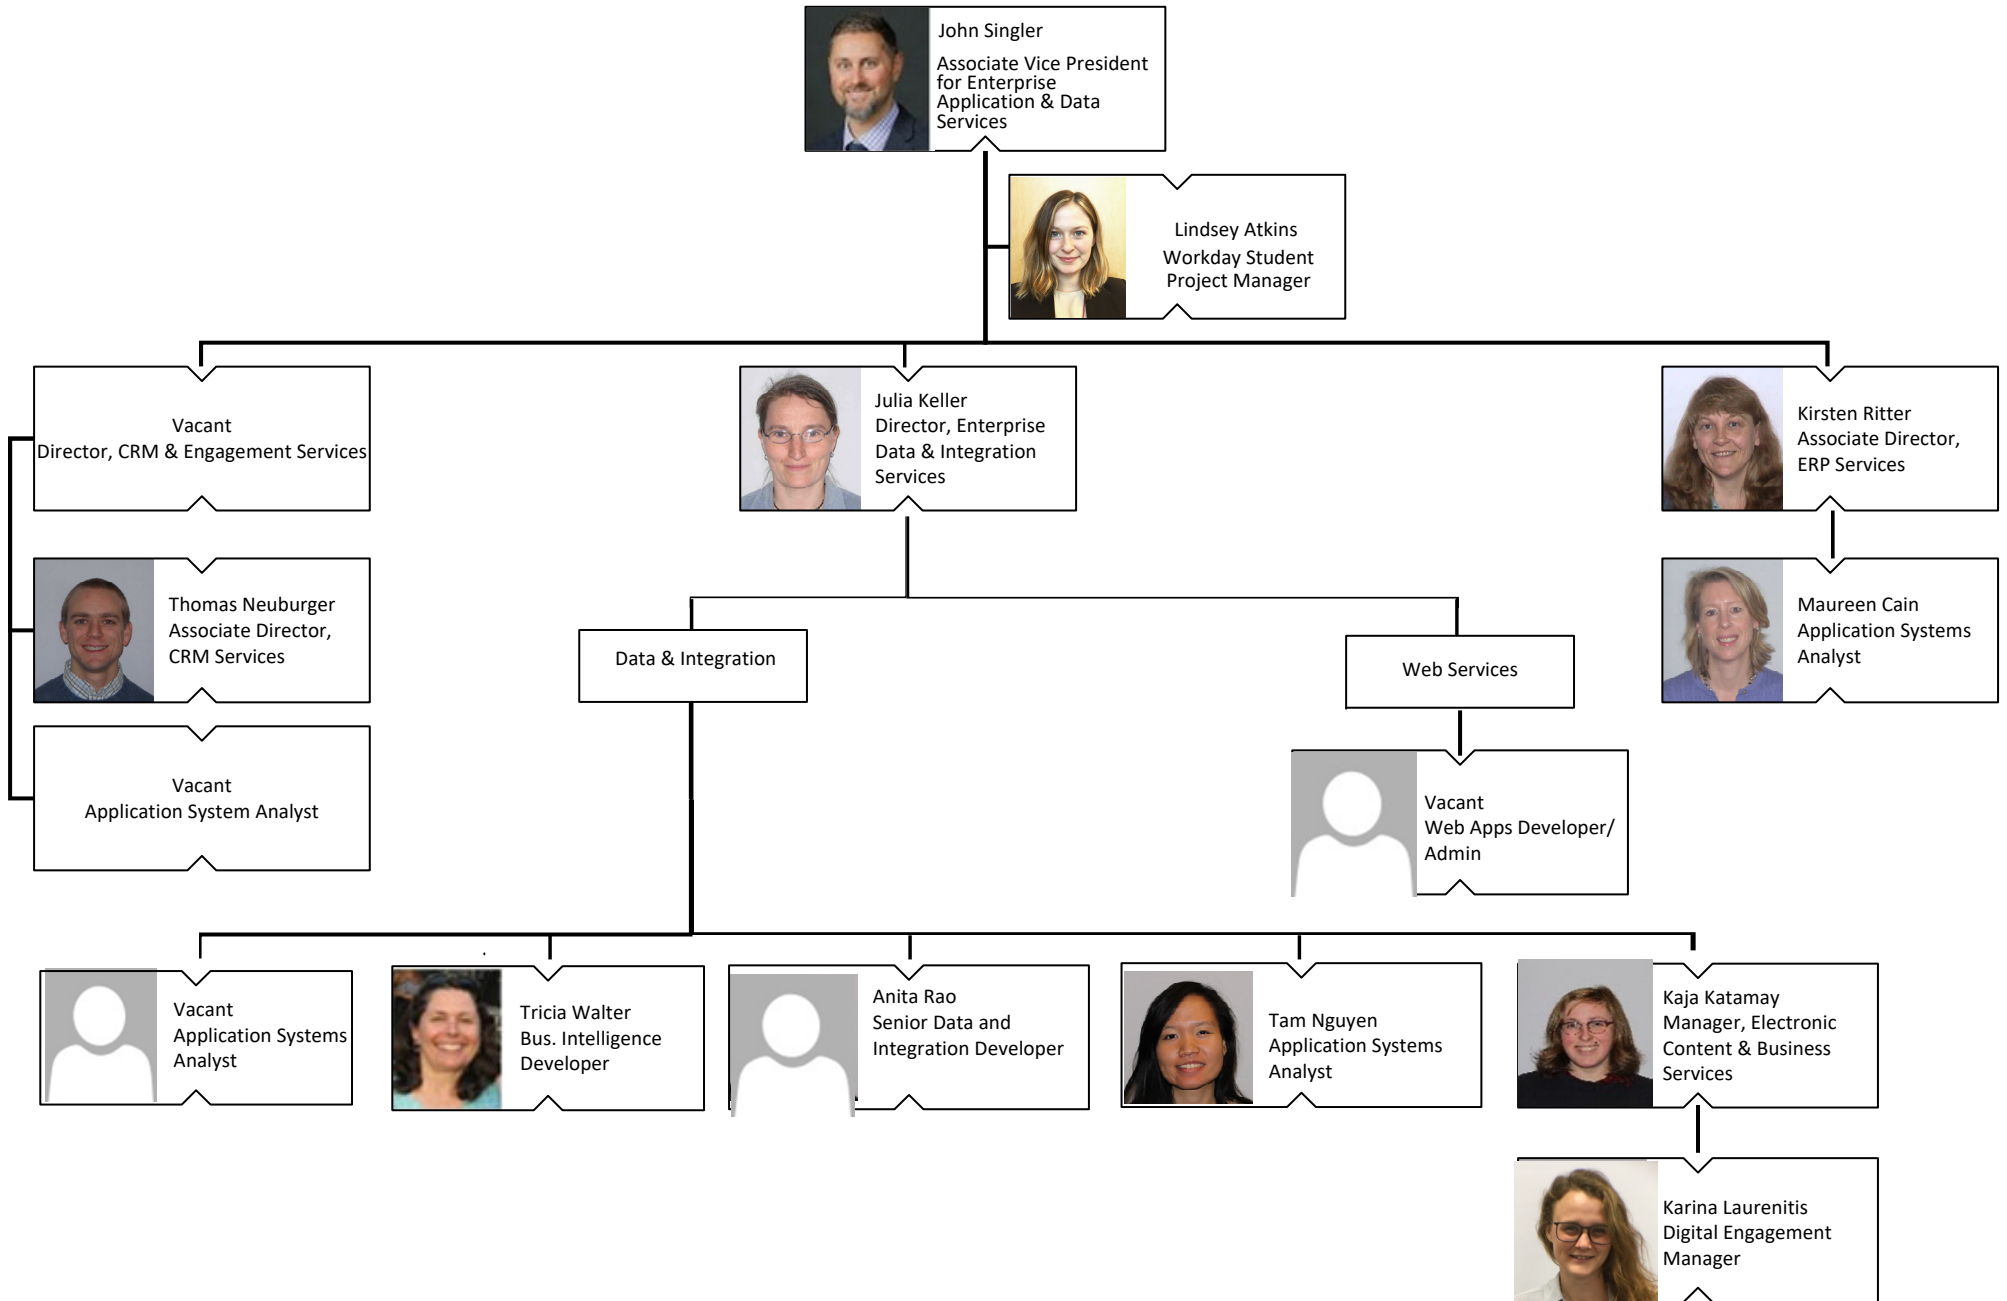 John Singler
Associate Vice President
for Enterprise
Application & Data
Services
Lindsey Atkins
Workday Student
Project Manager
Vacant
Director, CRM & Engagement Services
Julia Keller
Director, Enterprise
Data & Integration
Services
Kirsten Ritter
Associate Director,
ERP Services
Thomas Neuburger
Associate Director,
CRM Services
Data & Integration
Web Services
Maureen Cain
Application Systems
Analyst
Vacant
Application System Analyst
Vacant
Web Apps Developer/
Admin
Vacant
Application Systems
Analyst
Tricia Walter
Bus. Intelligence
Developer
Anita Rao
Senior Data and
Integration Developer
Tam Nguyen
Application Systems
Analyst
Kaja Katamay
Manager, Electronic
Content & Business
Services
Karina Laurenitis
Digital Engagement
Manager